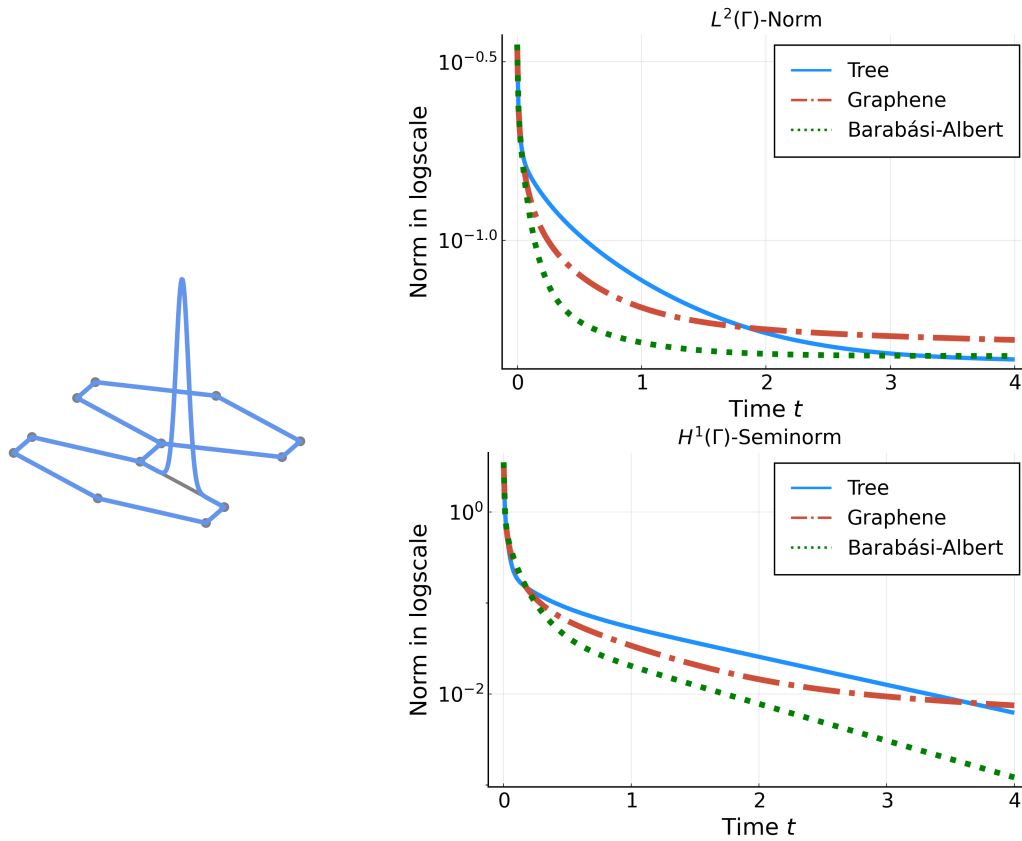 L²(Γ)-Norm
Norm in logscale
10⁻⁰·⁵
10⁻¹·⁰
Tree
Graphene
Barabási-Albert
0 1 2 3 4
Time t
H¹(Γ)-Seminorm
Norm in logscale
10⁰
10⁻²
Tree
Graphene
Barabási-Albert
0 1 2 3 4
Time t